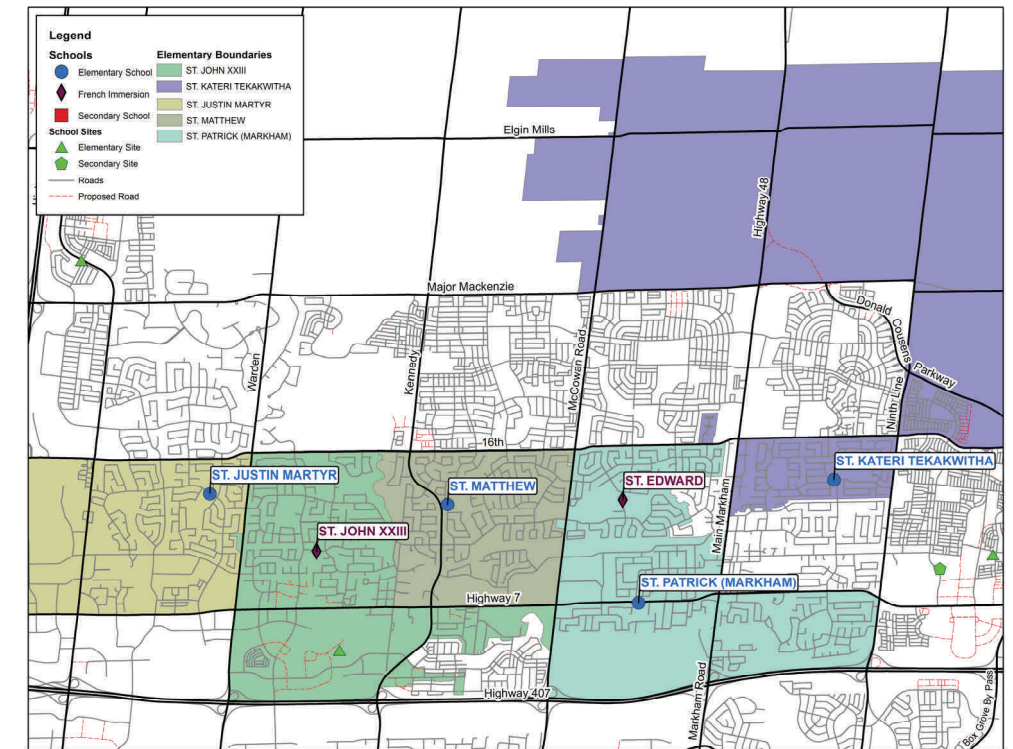 Legend
Schools
Elementary School
French Immersion
Secondary School
School Sites
Elementary Site
Secondary Site
Roads
Proposed Road
Elementary Boundaries
ST. JOHN XXIII
ST. KATERI TEKAKWITHA
ST. JUSTIN MARTYR
ST. MATTHEW
ST. PATRICK (MARKHAM)
Elgin Mills
Highway 48
Major Mackenzie
Donald Cousens Parkway
Warden
Kennedy
McCowan Road
Ninth Line
16th
ST. JUSTIN MARTYR
ST. MATTHEW
ST. EDWARD
ST. KATERI TEKAKWITHA
Main Markham
ST. JOHN XXIII
ST. PATRICK (MARKHAM)
Highway 7
Markham Road
Highway 407
Box Grove By Pass